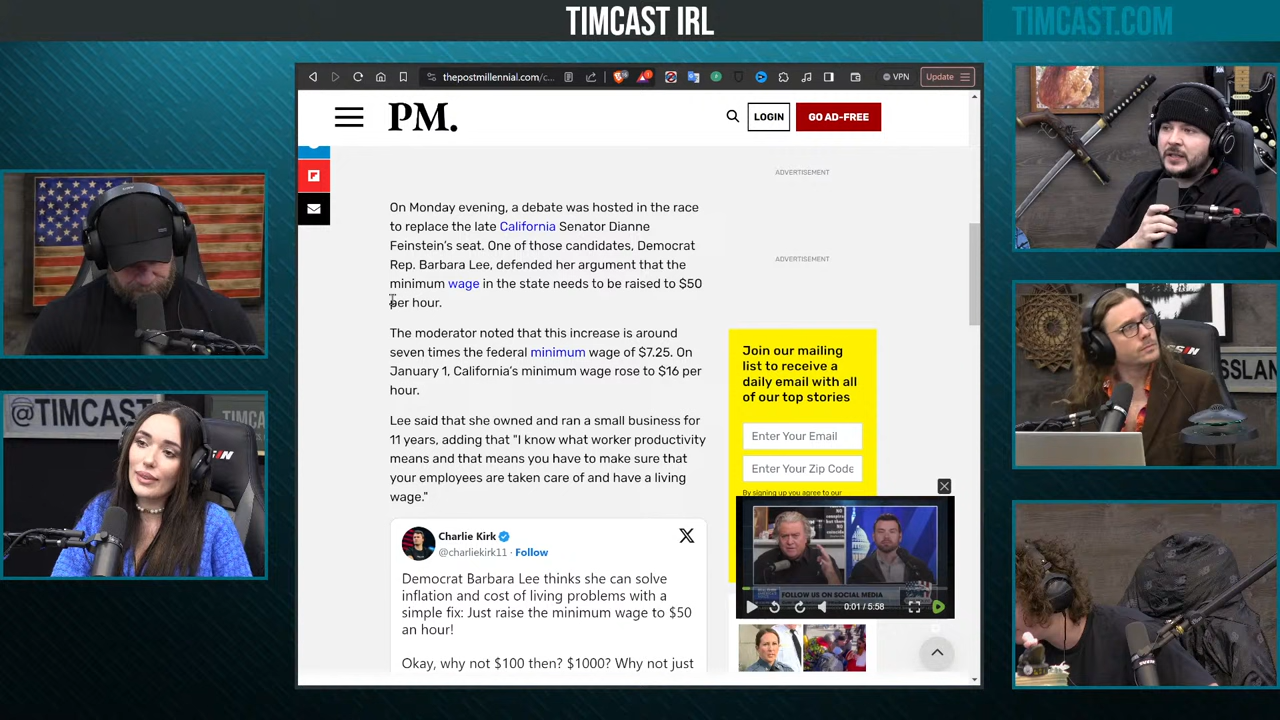 TIMCAST IRL
TIMCAST.COM
thepostmillennial.com/c...
VPN
Update
PM.
LOGIN
GO AD-FREE
ADVERTISEMENT
On Monday evening, a debate was hosted in the race
to replace the late California Senator Dianne
Feinstein's seat. One of those candidates, Democrat
Rep. Barbara Lee, defended her argument that the
minimum wage in the state needs to be raised to $50
per hour.
The moderator noted that this increase is around
seven times the federal minimum wage of $7.25. On
January 1, California's minimum wage rose to $16 per
hour.
Lee said that she owned and ran a small business for
11 years, adding that "I know what worker productivity
means and that means you have to make sure that
your employees are taken care of and have a living
wage."
Charlie Kirk
@charliekirk11 · Follow
Democrat Barbara Lee thinks she can solve
inflation and cost of living problems with a
simple fix: Just raise the minimum wage to $50
an hour!
Okay, why not $100 then? $1000? Why not just
ADVERTISEMENT
Join our mailing
list to receive a
daily email with all
of our top stories
Enter Your Email
Enter Your Zip Code
By signing up you agree to our
FOLLOW US ON SOCIAL MEDIA
0:01 / 5:58
@TIMCAST